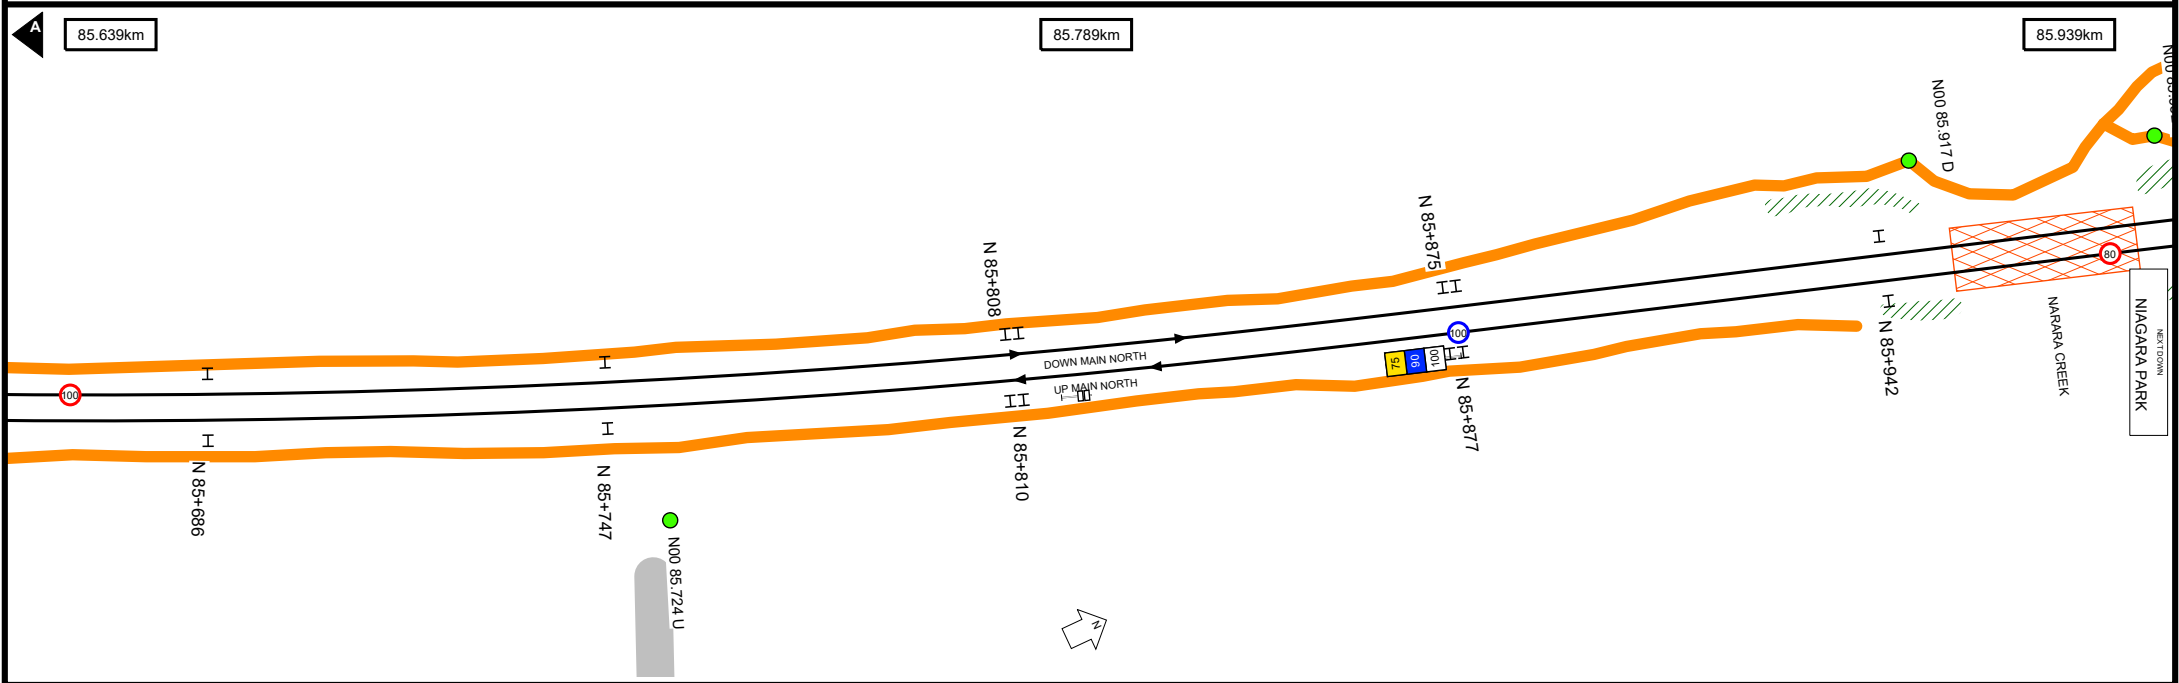 A
85.639km
85.789km
85.939km
N00 85.917 D
N 85+875
N 85+808
DOWN MAIN NORTH
UP MAIN NORTH
100
100
80
75
90
100
N 85+686
N 85+747
N 85+810
N 85+877
N 85+942
NARARA CREEK
NIAGARA PARK
NEXT DOWN
N00 85.724 U
N